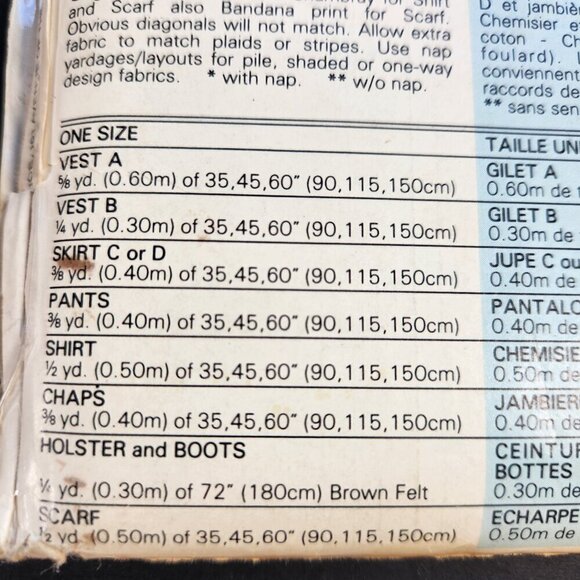 and Scarf also Bandana print for Scarf.
Obvious diagonals will not match. Allow extra
fabric to match plaids or stripes. Use nap
yardages/layouts for pile, shaded or one-way
design fabrics. * with nap. ** w/o nap.
ONE SIZE
VEST A
⅝ yd. (0.60m) of 35,45,60" (90,115,150cm)
VEST B
¼ yd. (0.30m) of 35,45,60" (90,115,150cm)
SKIRT C or D
⅜ yd. (0.40m) of 35,45,60" (90,115,150cm)
PANTS
⅜ yd. (0.40m) of 35,45,60" (90,115,150cm)
SHIRT
½ yd. (0.50m) of 35,45,60" (90,115,150cm)
CHAPS
⅜ yd. (0.40m) of 35,45,60" (90,115,150cm)
HOLSTER and BOOTS
¼ yd. (0.30m) of 72" (180cm) Brown Felt
SCARF
½ yd. (0.50m) of 35,45,60" (90,115,150cm)
D et jambiè
Chemisier et
coton - Ch
foulard).
conviennent
raccords de
** sans sen
TAILLE UNI
GILET A
0.60m de
GILET B
0.30m de
JUPE C ou
0.40m de
PANTALO
0.40m de
CHEMISIE
0.50m de
JAMBIÈR
0.40m de
CEINTUR
BOTTES
0.30m de
ECHARPE
0.50m de